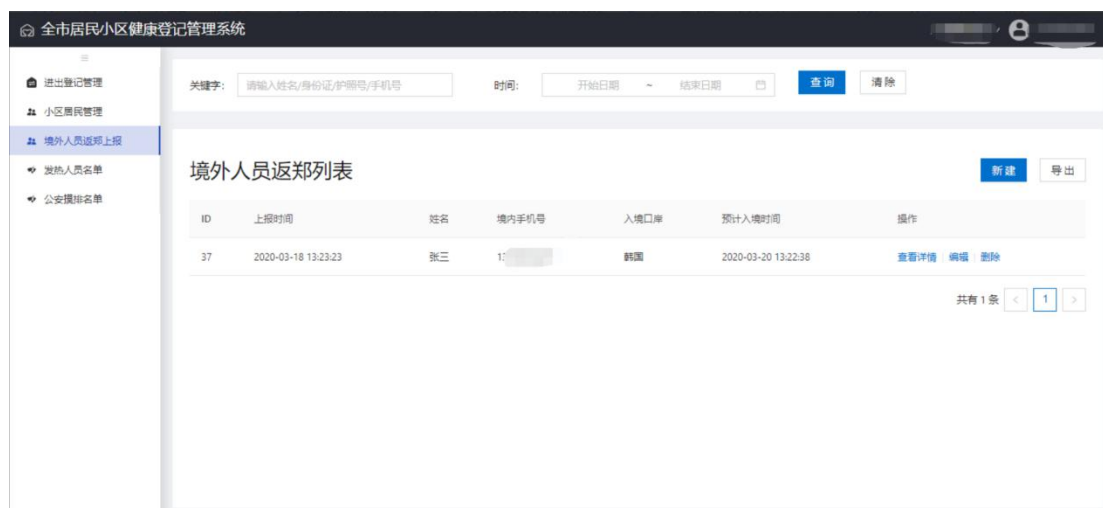 全市居民小区健康登记管理系统
进出登记管理
小区居民管理
境外人员返郑上报
发热人员名单
公安摸排名单
关键字: 请输入姓名/身份证/护照号/手机号 时间: 开始日期 ~ 结束日期 查询 清除
境外人员返郑列表 新建 导出
ID 上报时间 姓名 境内手机号 入境口岸 预计入境时间 操作
37 2020-03-18 13:23:23 张三 韩国 2020-03-20 13:22:38 查看详情 编辑 删除
共有 1 条 < 1 >